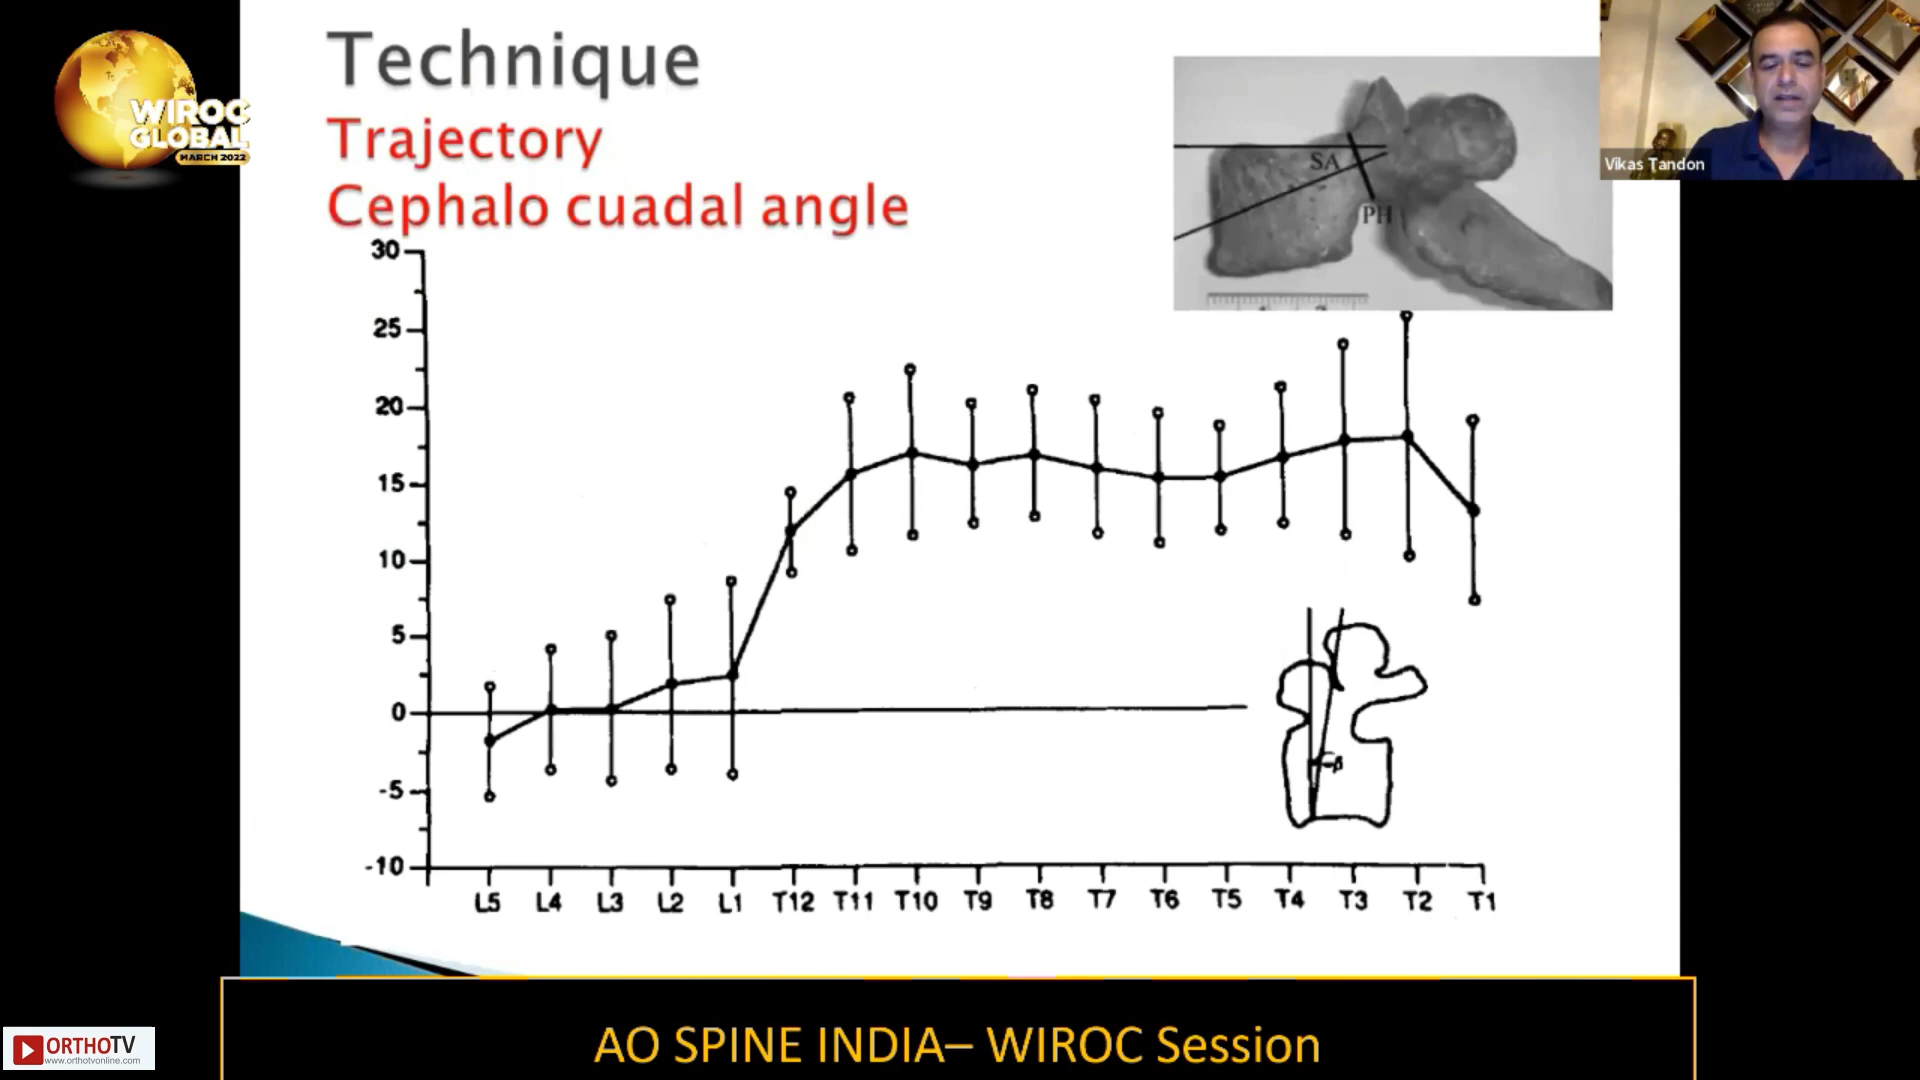 Technique
Trajectory
Cephalo cuadal angle
WIROC
GLOBAL
MARCH 2022
SA
PH
Vikas Tandon
30
25
20
15
10
5
0
-5
-10
β
L5 L4 L3 L2 L1 T12 T11 T10 T9 T8 T7 T6 T5 T4 T3 T2 T1
AO SPINE INDIA– WIROC Session
ORTHOTV
www.orthotvonline.com